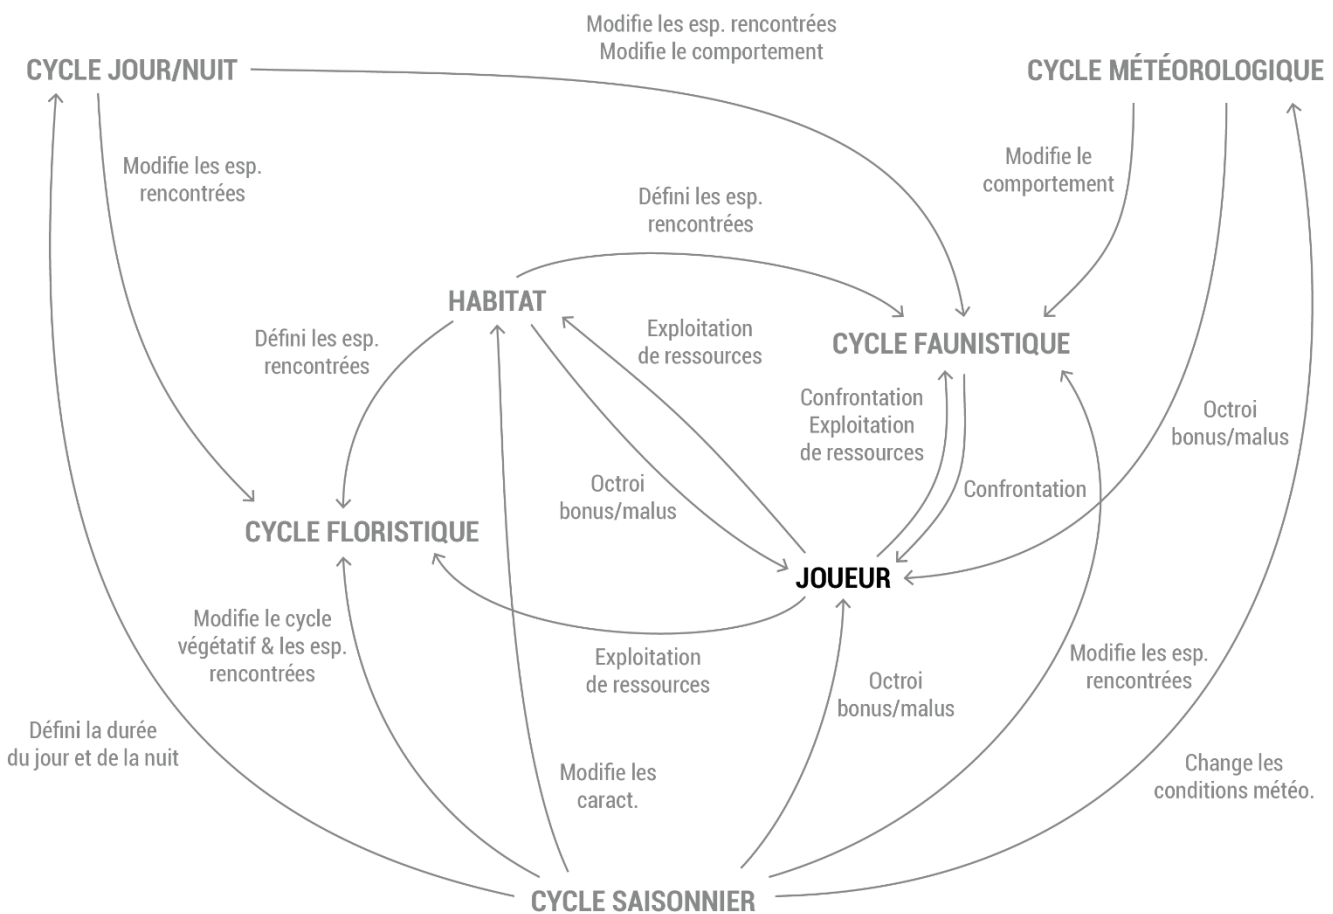 Modifie les esp. rencontrées
Modifie le comportement
CYCLE JOUR/NUIT
CYCLE MÉTÉOROLOGIQUE
Modifie les esp.
rencontrées
Modifie le
comportement
Défini les esp.
rencontrées
HABITAT
Défini les esp.
rencontrées
Exploitation
de ressources
CYCLE FAUNISTIQUE
Confrontation
Exploitation
de ressources
Octroi
bonus/malus
Octroi
bonus/malus
Confrontation
CYCLE FLORISTIQUE
JOUEUR
Modifie le cycle
végétatif & les esp.
rencontrées
Exploitation
de ressources
Octroi
bonus/malus
Modifie les esp.
rencontrées
Défini la durée
du jour et de la nuit
Modifie les
caract.
Change les
conditions météo.
CYCLE SAISONNIER